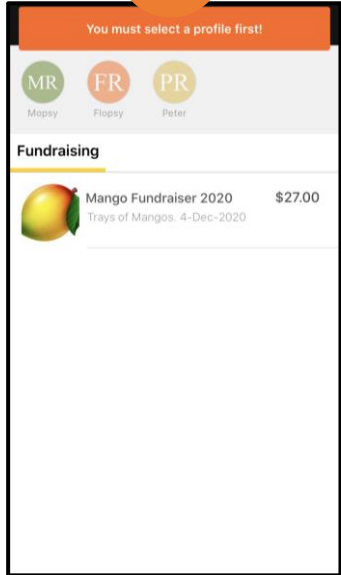 You must select a profile first!
MR FR PR
Mopsy Flopsy Peter
Fundraising
Mango Fundraiser 2020 $27.00
Trays of Mangos. 4-Dec-2020